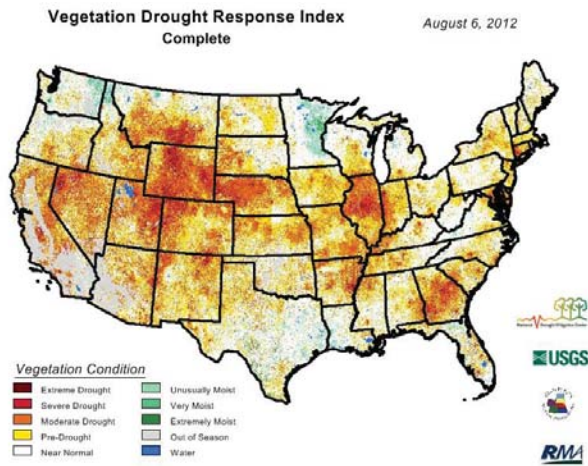 Vegetation Drought Response Index
Complete
August 6, 2012
Vegetation Condition
Extreme Drought
Severe Drought
Moderate Drought
Pre-Drought
Near Normal
Unusually Moist
Very Moist
Extremely Moist
Out of Season
Water
USGS
RMA